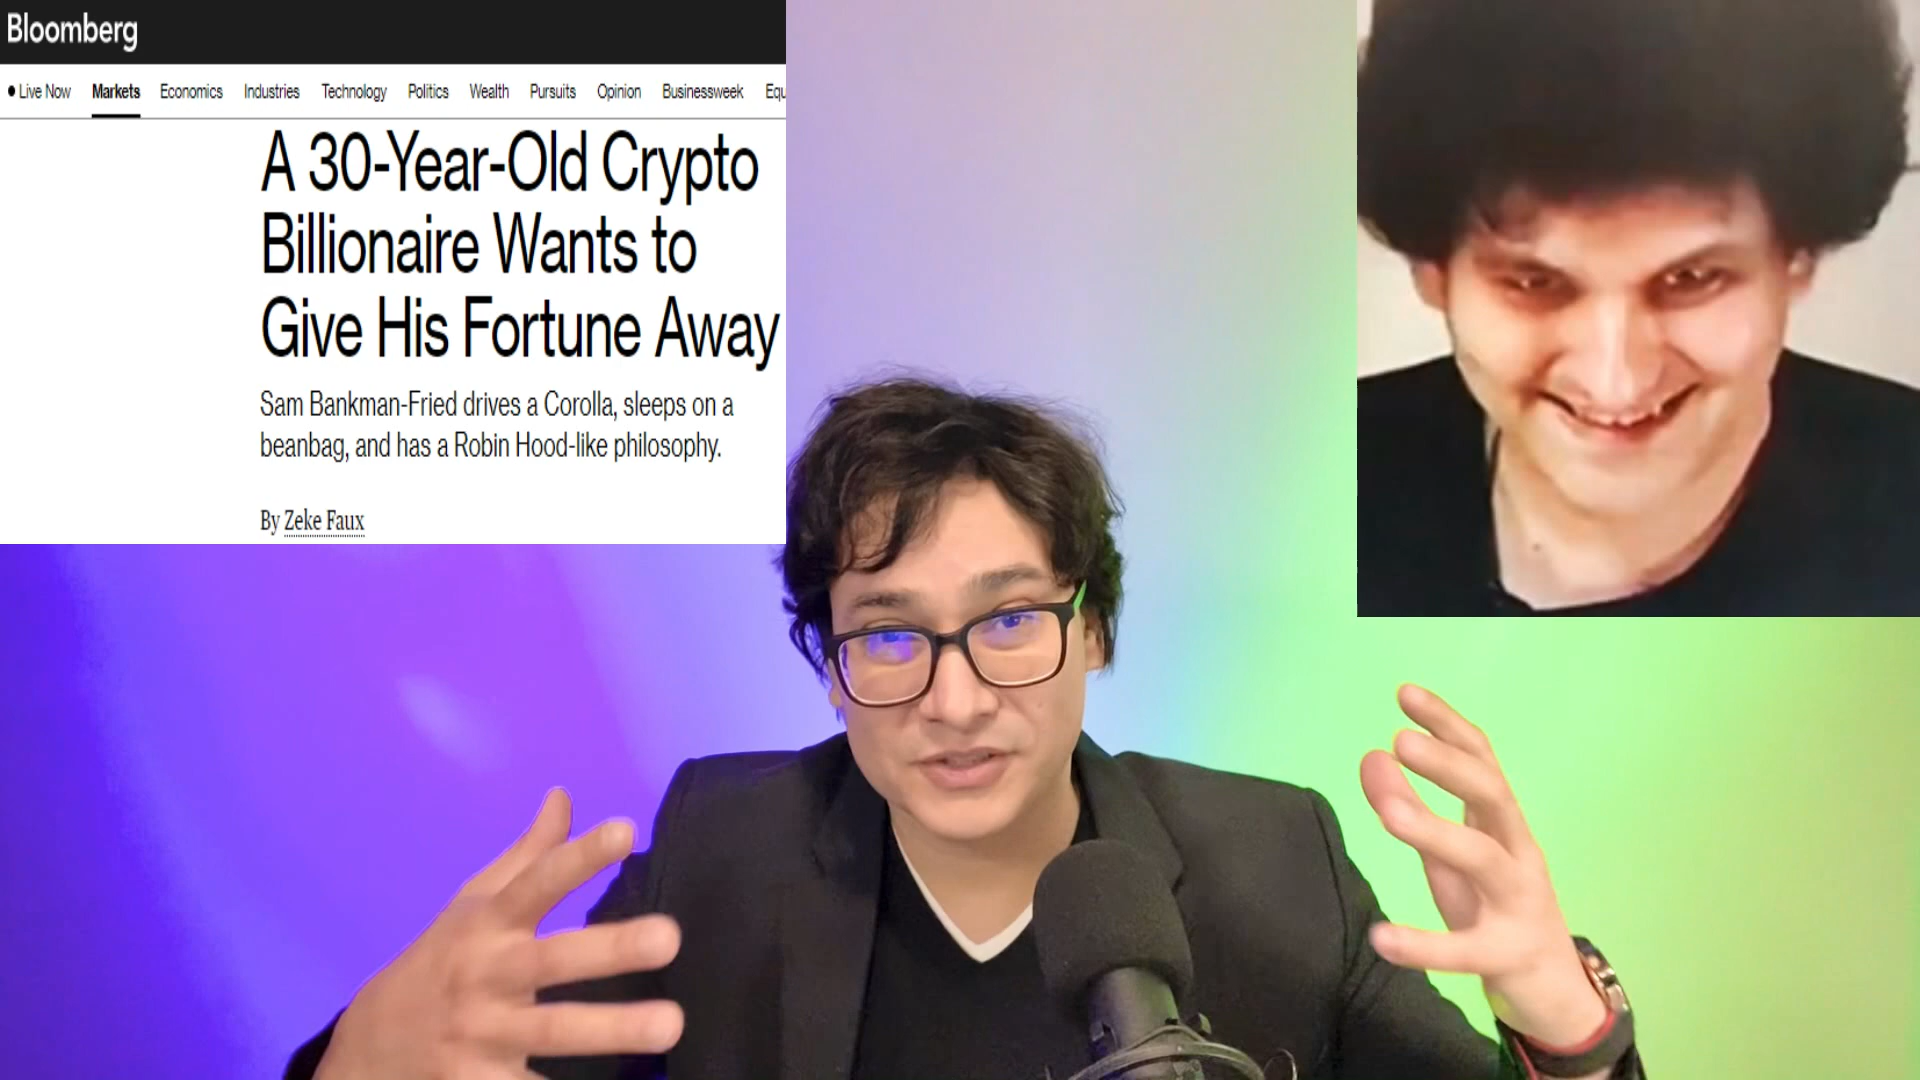 Bloomberg
Live Now Markets Economics Industries Technology Politics Wealth Pursuits Opinion Businessweek Equ
A 30-Year-Old Crypto
Billionaire Wants to
Give His Fortune Away
Sam Bankman-Fried drives a Corolla, sleeps on a
beanbag, and has a Robin Hood-like philosophy.
By Zeke Faux